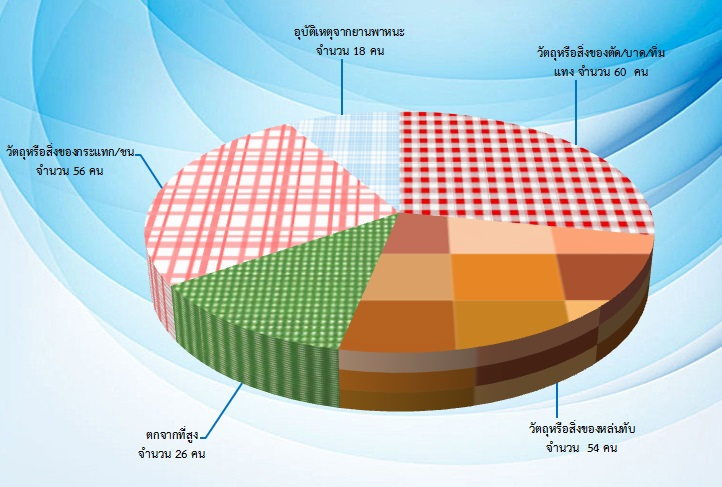 อุบัติเหตุจากยานพาหนะ
จำนวน 18 คน
วัตถุหรือสิ่งของตัด/บาด/ทิ่ม
แทง จำนวน 60 คน
วัตถุหรือสิ่งของกระแทก/ชน
จำนวน 56 คน
ตกจากที่สูง
จำนวน 26 คน
วัตถุหรือสิ่งของหล่นทับ
จำนวน 54 คน